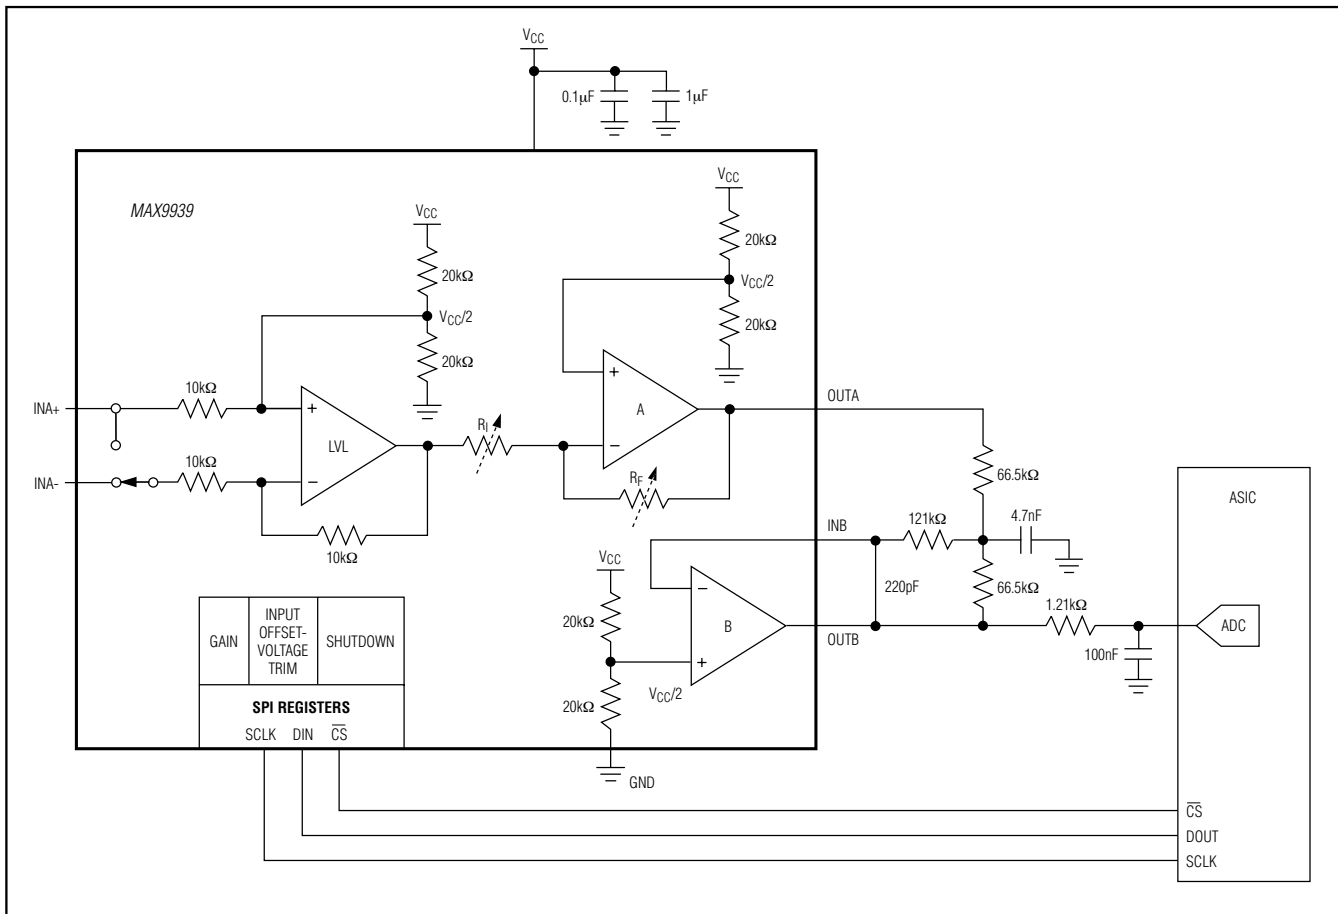 VCC
0.1µF
1µF
MAX9939
VCC
20kΩ
VCC/2
20kΩ
VCC
20kΩ
VCC/2
20kΩ
INA+
10kΩ
+
LVL
−
INA-
10kΩ
10kΩ
RI
+
A
−
RF
OUTA
66.5kΩ
ASIC
INB
121kΩ
4.7nF
220pF
66.5kΩ
1.21kΩ
ADC
100nF
OUTB
VCC
20kΩ
−
B
+
VCC/2
20kΩ
GND
GAIN
INPUT
OFFSET-
VOLTAGE
TRIM
SHUTDOWN
SPI REGISTERS
SCLK DIN C̅S̅
C̅S̅
DOUT
SCLK